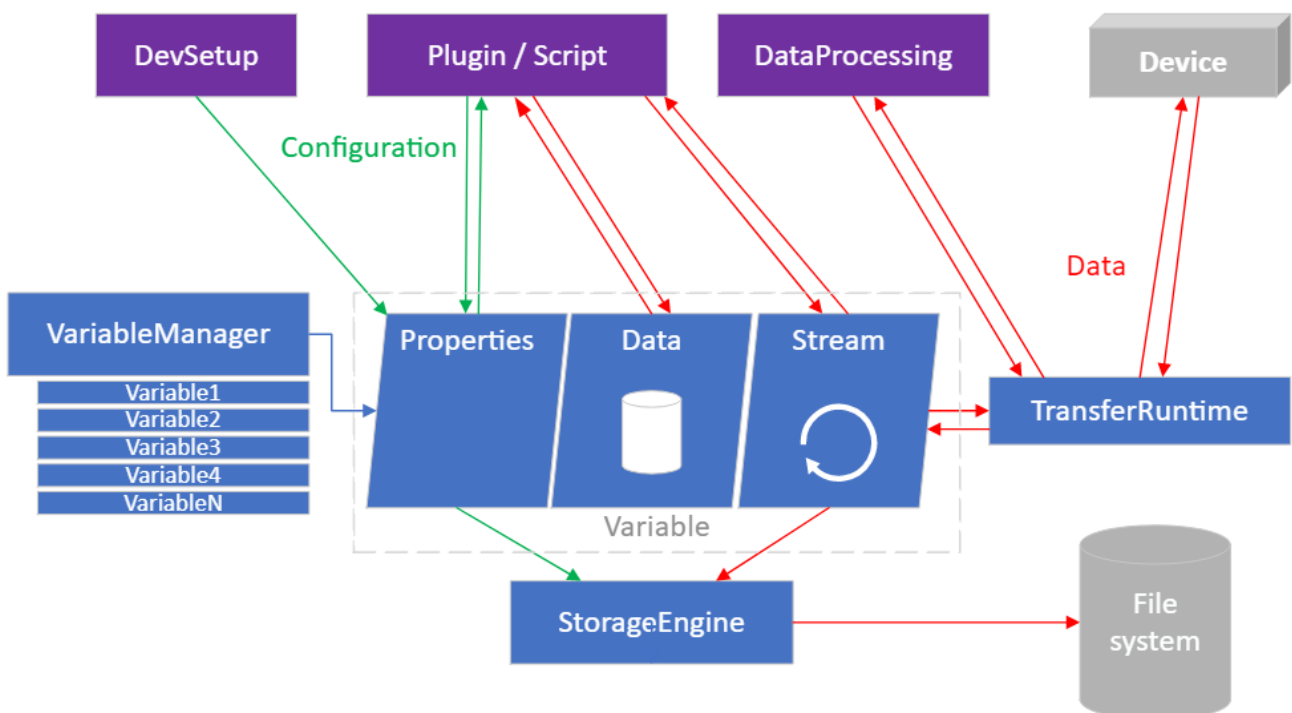 DevSetup
Plugin / Script
DataProcessing
Device
Configuration
Data
VariableManager
Variable1
Variable2
Variable3
Variable4
VariableN
Properties
Data
Stream
TransferRuntime
Variable
StorageEngine
File
system